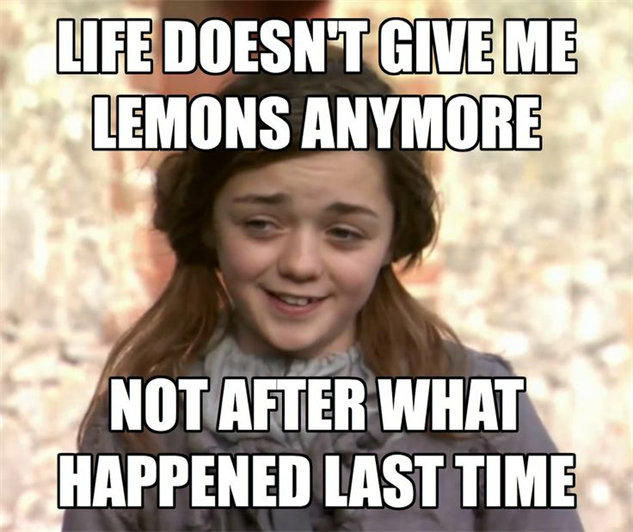 LIFE DOESN'T GIVE ME
LEMONS ANYMORE
NOT AFTER WHAT
HAPPENED LAST TIME